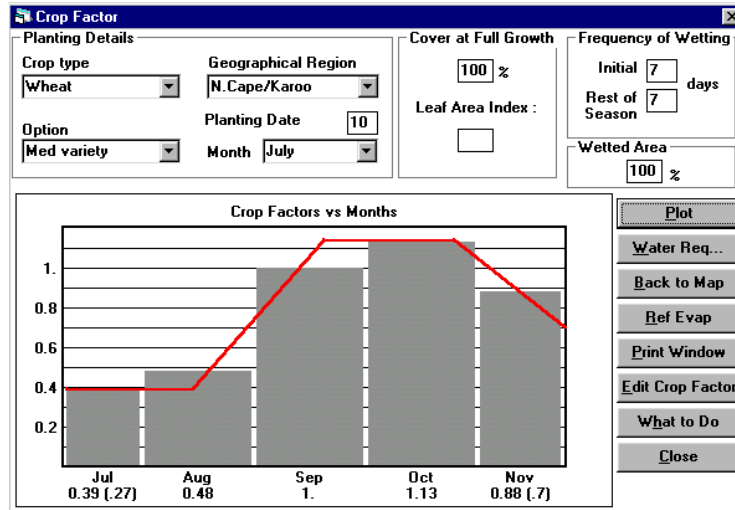 Crop Factor
Planting Details
Crop type
Wheat
Geographical Region
N.Cape/Karoo
Option
Med variety
Planting Date 10
Month July
Cover at Full Growth
100 %
Leaf Area Index :
Frequency of Wetting
Initial 7 days
Rest of Season 7
Wetted Area
100 %
Crop Factors vs Months
1.
0.8
0.6
0.4
0.2
Jul Aug Sep Oct Nov
0.39 (.27) 0.48 1. 1.13 0.88 (.7)
Plot
Water Req...
Back to Map
Ref Evap
Print Window
Edit Crop Factor
What to Do
Close